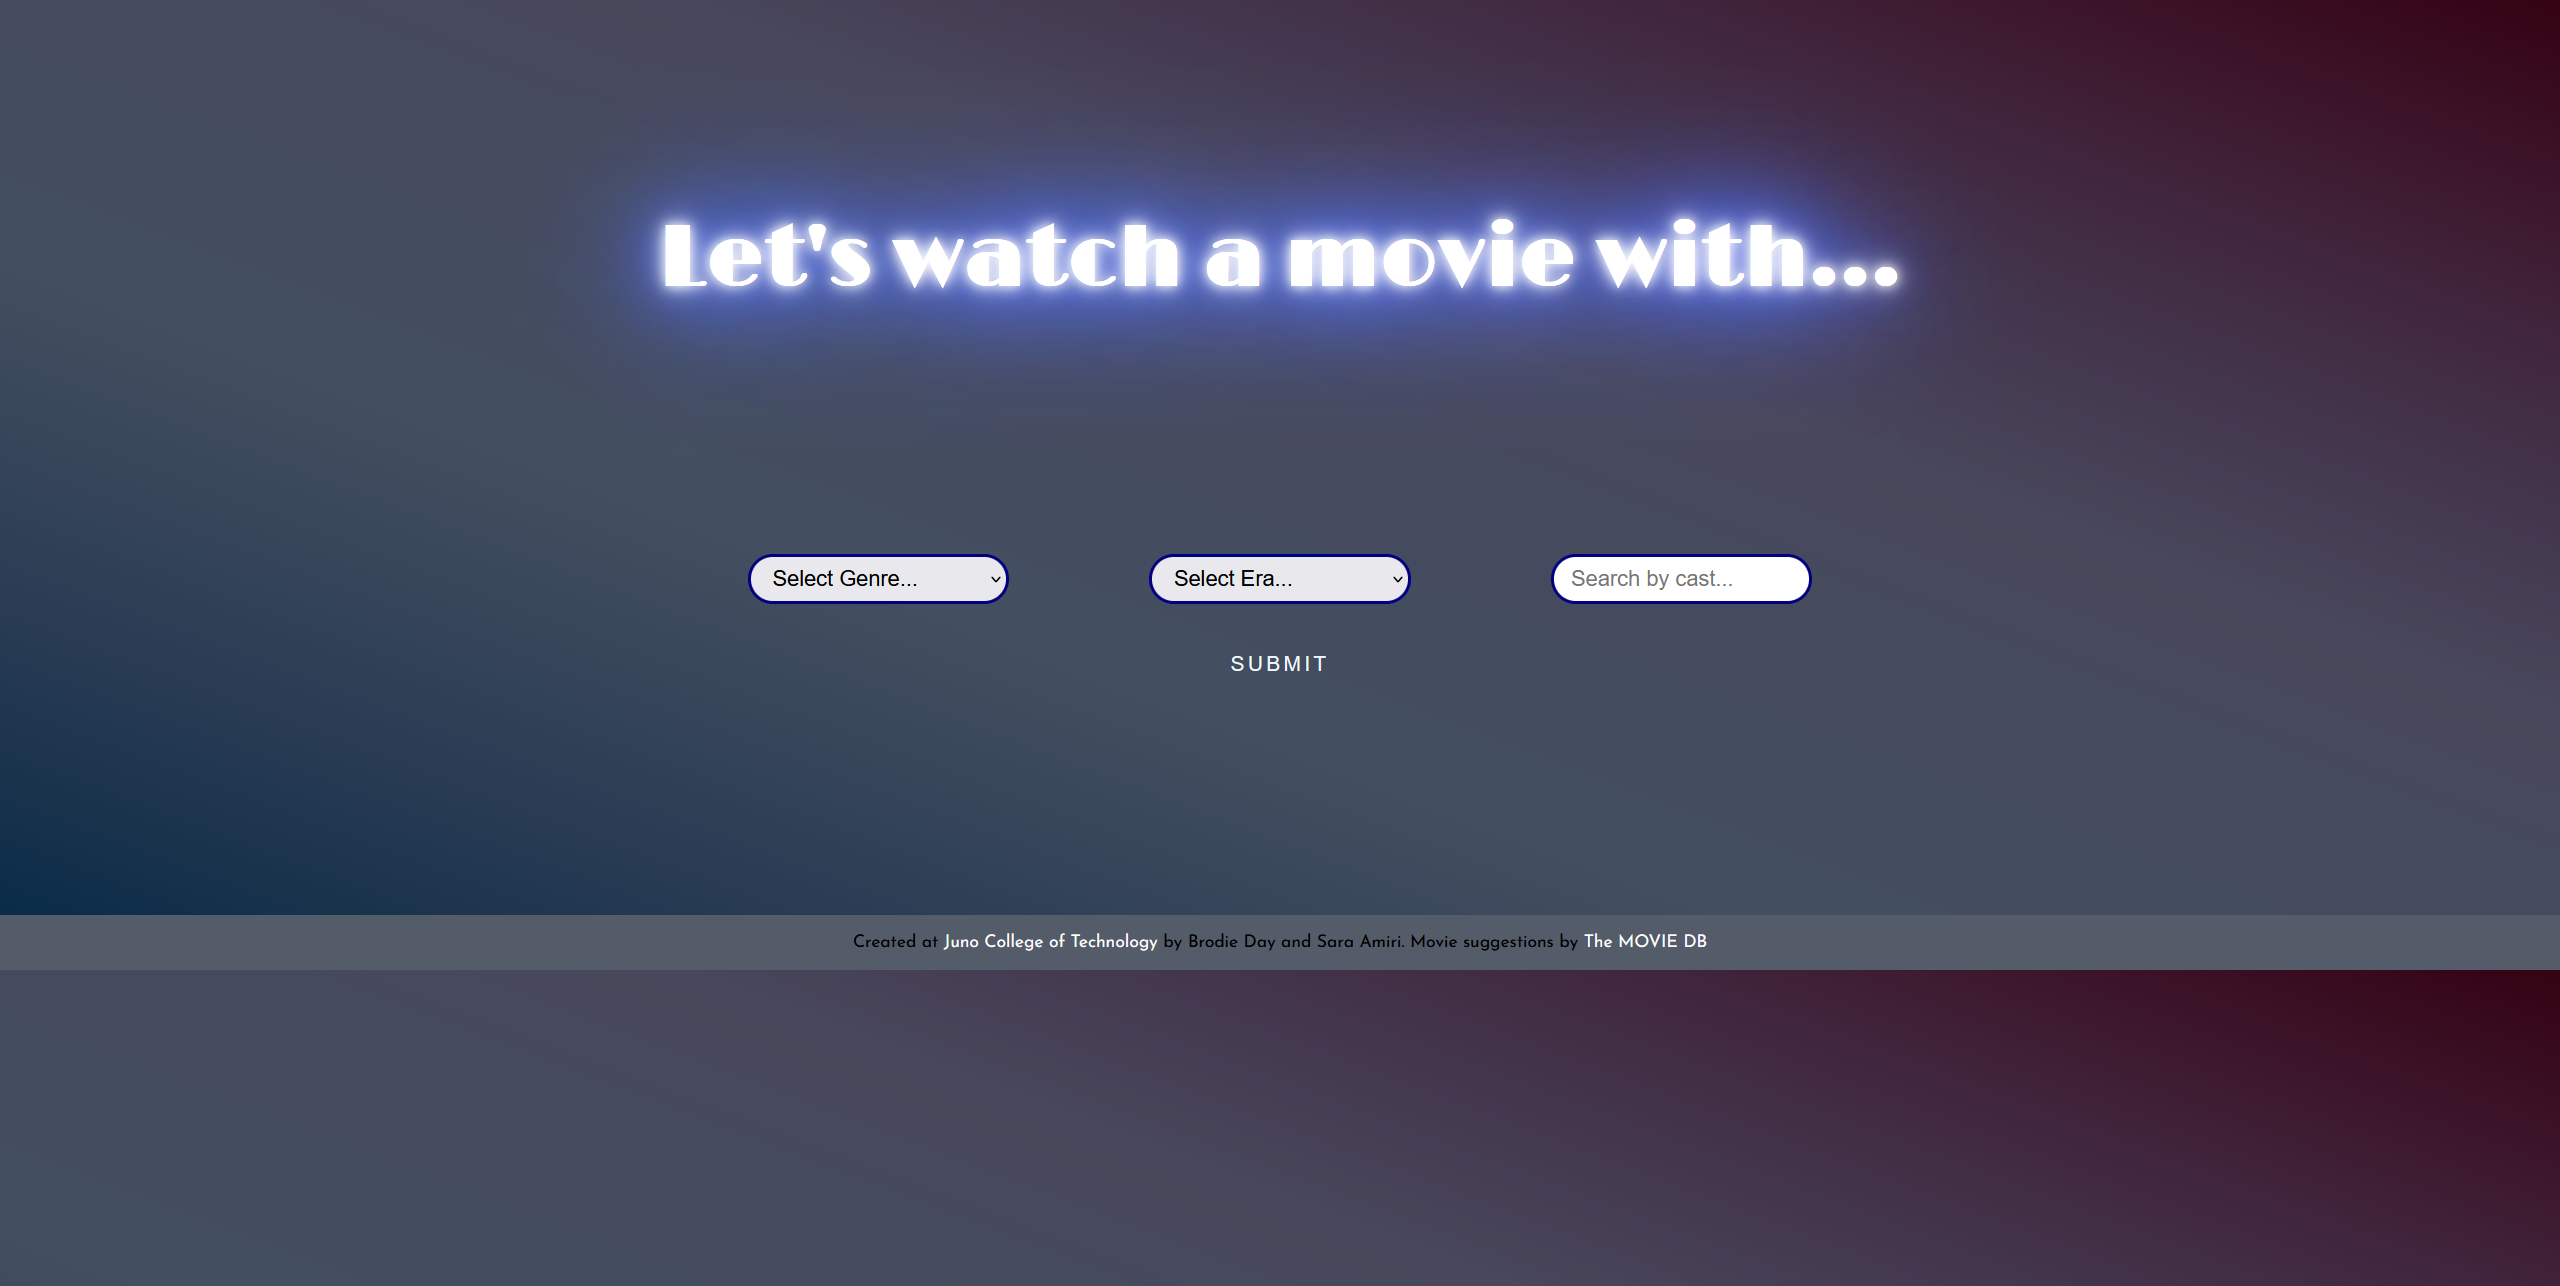 Let's watch a movie with...
Select Genre...
Select Era...
Search by cast...
SUBMIT
Created at Juno College of Technology by Brodie Day and Sara Amiri. Movie suggestions by The MOVIE DB